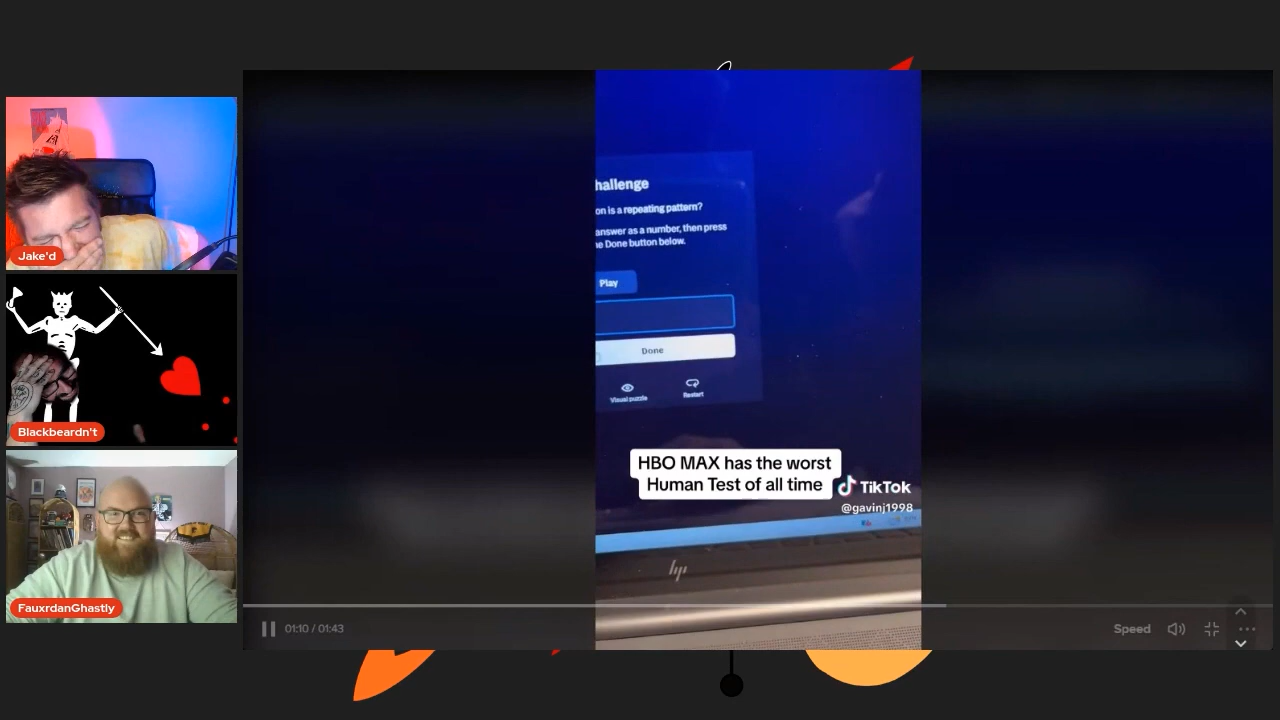 Jake'd
Blackbeardn't
FauxrdanGhastly
hallenge
on is a repeating pattern?
answer as a number, then press
e Done button below.
Play
Done
Visual puzzle
Restart
HBO MAX has the worst
Human Test of all time
TikTok
@gavinj1998
hp
01:10 / 01:43
Speed